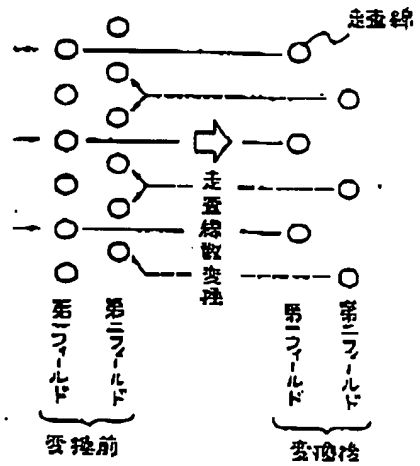 走査線
走査線数変換
第一フィールド
第二フィールド
第一フィールド
第二フィールド
変換前
変換後